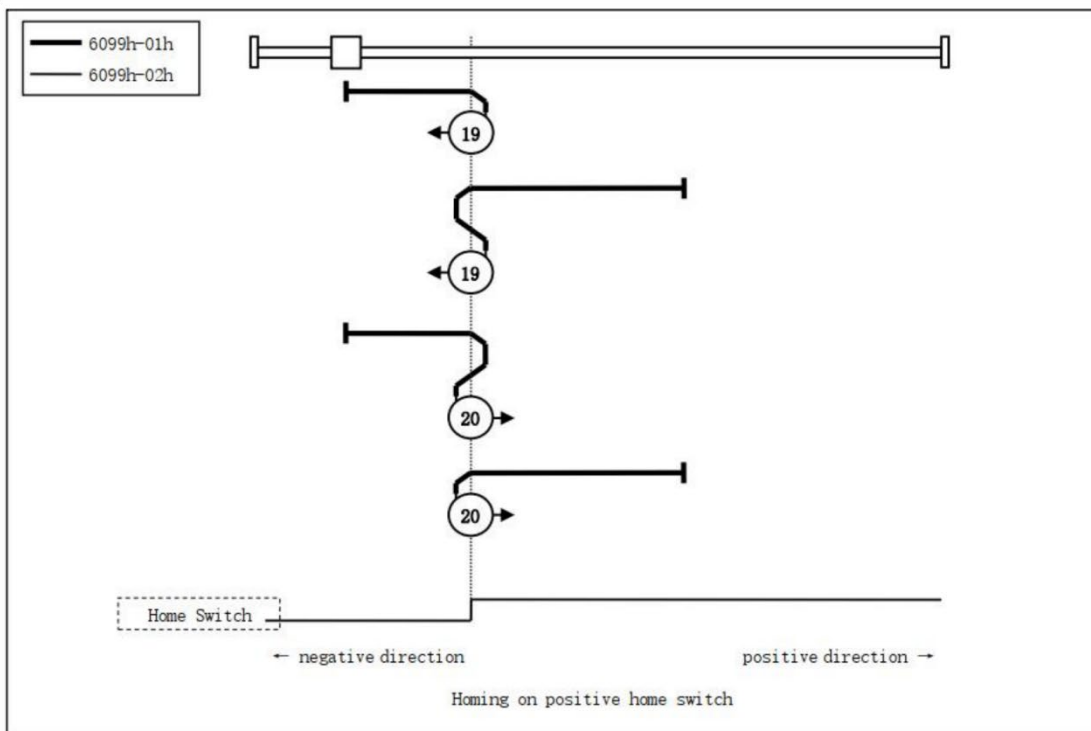 6099h-01h
6099h-02h
19
19
20
20
Home Switch
← negative direction
positive direction →
Homing on positive home switch